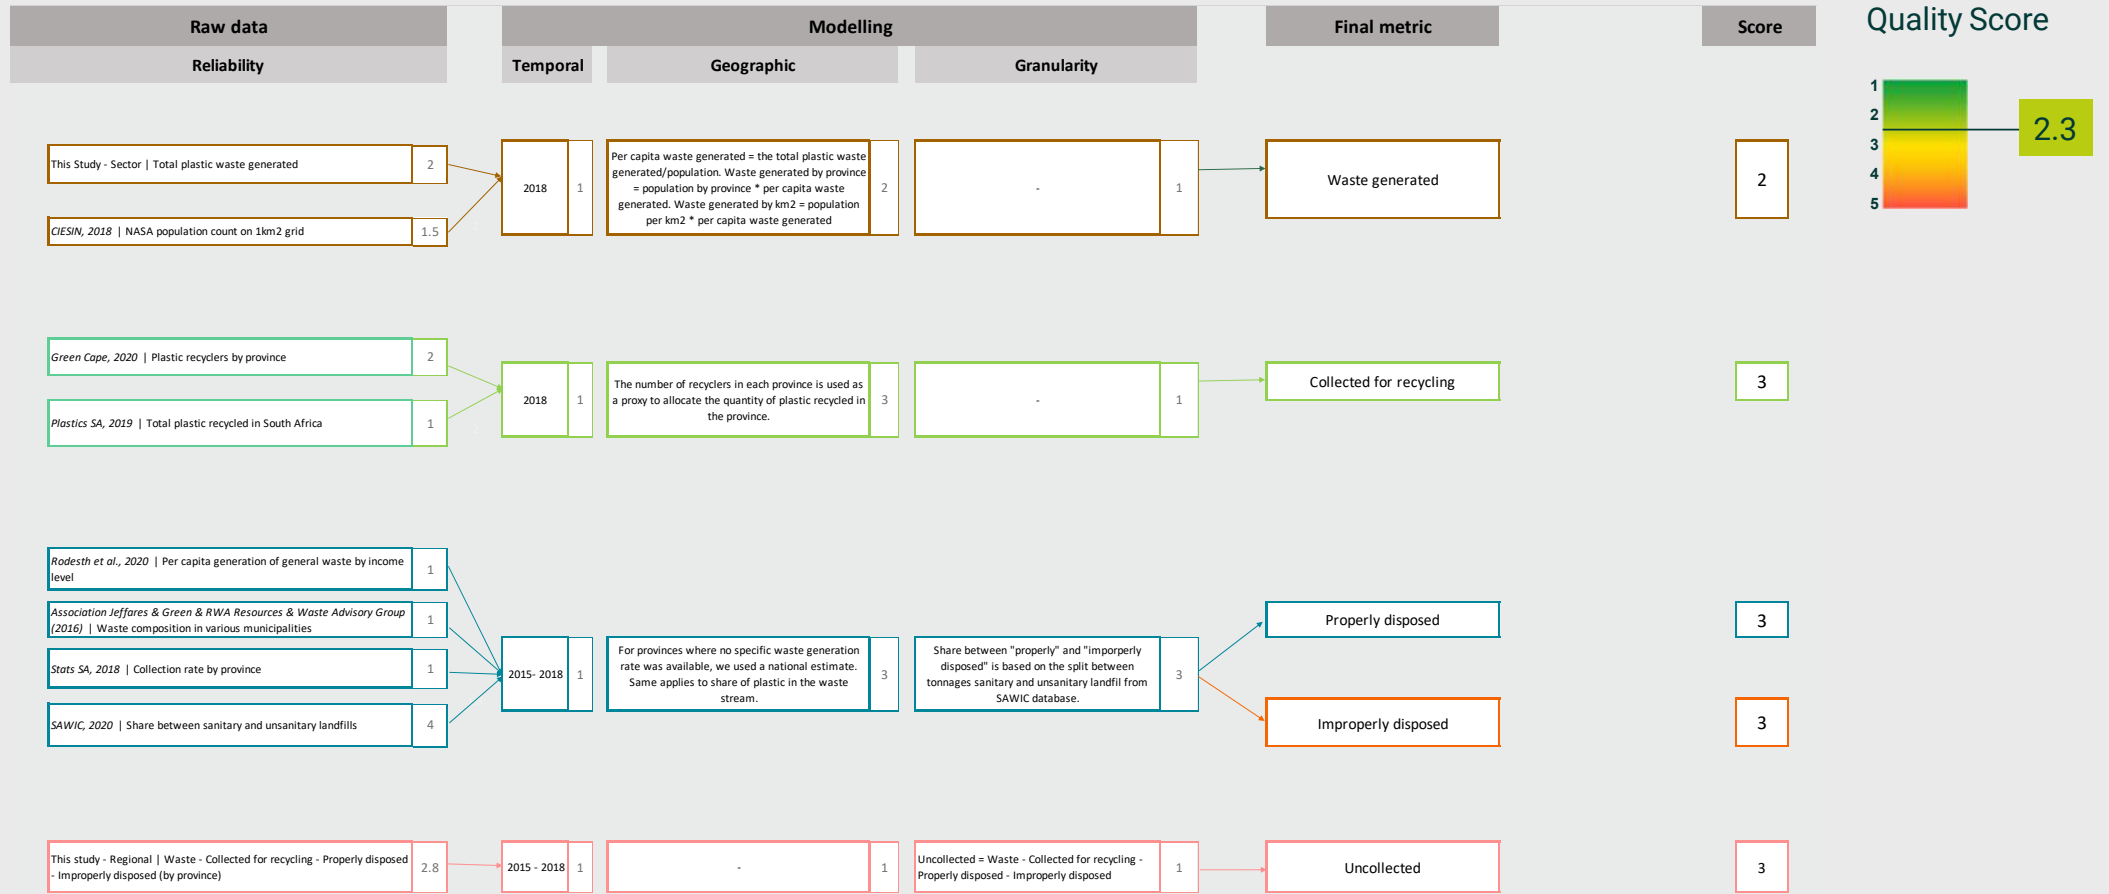 Raw data
Modelling
Final metric
Score
Quality Score
Reliability
Temporal
Geographic
Granularity
1
2
3
4
5
2.3
This Study - Sector | Total plastic waste generated
2
CIESIN, 2018 | NASA population count on 1km2 grid
1.5
2018
1
Per capita waste generated = the total plastic waste
generated/population. Waste generated by province
= population by province * per capita waste
generated. Waste generated by km2 = population
per km2 * per capita waste generated
2
-
1
Waste generated
2
Green Cape, 2020 | Plastic recyclers by province
2
Plastics SA, 2019 | Total plastic recycled in South Africa
1
2018
1
The number of recyclers in each province is used as
a proxy to allocate the quantity of plastic recycled in
the province.
3
-
1
Collected for recycling
3
Rodesth et al., 2020 | Per capita generation of general waste by income
level
1
Association Jeffares & Green & RWA Resources & Waste Advisory Group
(2016) | Waste composition in various municipalities
1
Stats SA, 2018 | Collection rate by province
1
SAWIC, 2020 | Share between sanitary and unsanitary landfills
4
2015- 2018
1
For provinces where no specific waste generation
rate was available, we used a national estimate.
Same applies to share of plastic in the waste
stream.
3
Share between "properly" and "imporperly
disposed" is based on the split between
tonnages sanitary and unsanitary landfil from
SAWIC database.
3
Properly disposed
3
Improperly disposed
3
This study - Regional | Waste - Collected for recycling - Properly disposed
- Improperly disposed (by province)
2.8
2015 - 2018
1
-
1
Uncollected = Waste - Collected for recycling -
Properly disposed - Improperly disposed
1
Uncollected
3